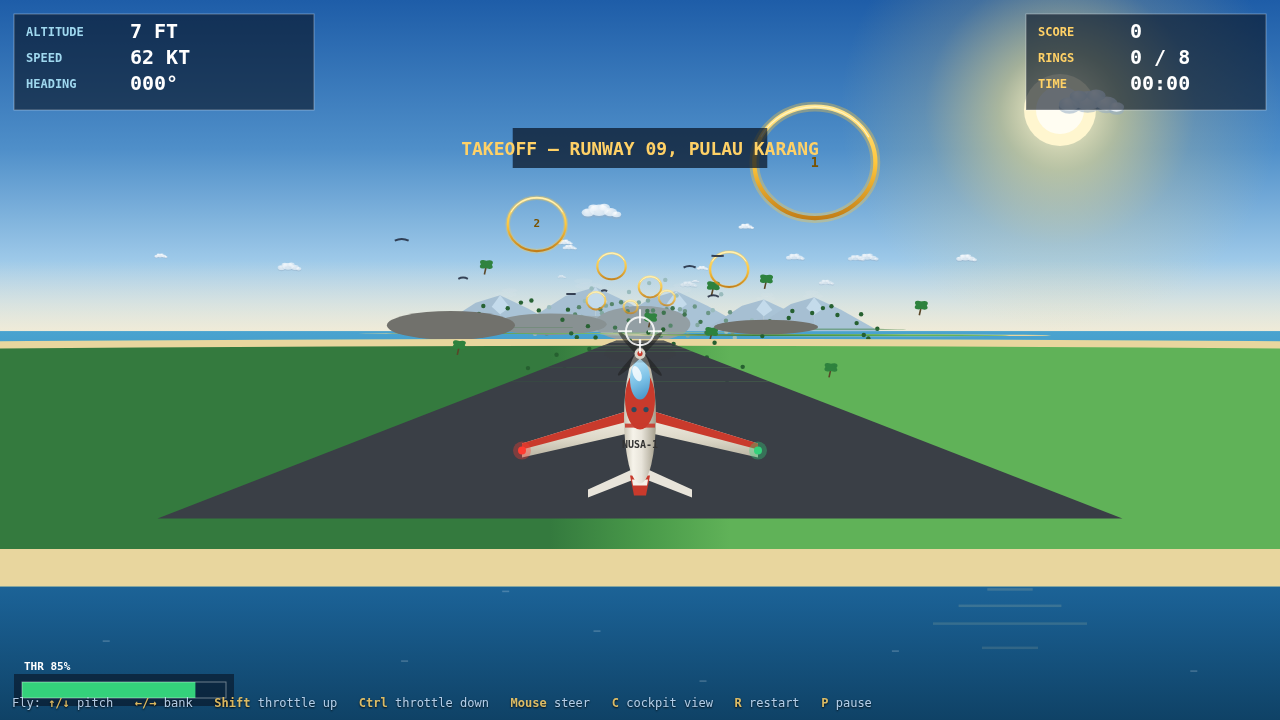 ALTITUDE 7 FT
SPEED 62 KT
HEADING 000°
SCORE 0
RINGS 0 / 8
TIME 00:00
TAKEOFF — RUNWAY 09, PULAU KARANG
1
2
NUSA-1
THR 85%
Fly: ↑/↓ pitch ←/→ bank Shift throttle up Ctrl throttle down Mouse steer C cockpit view R restart P pause